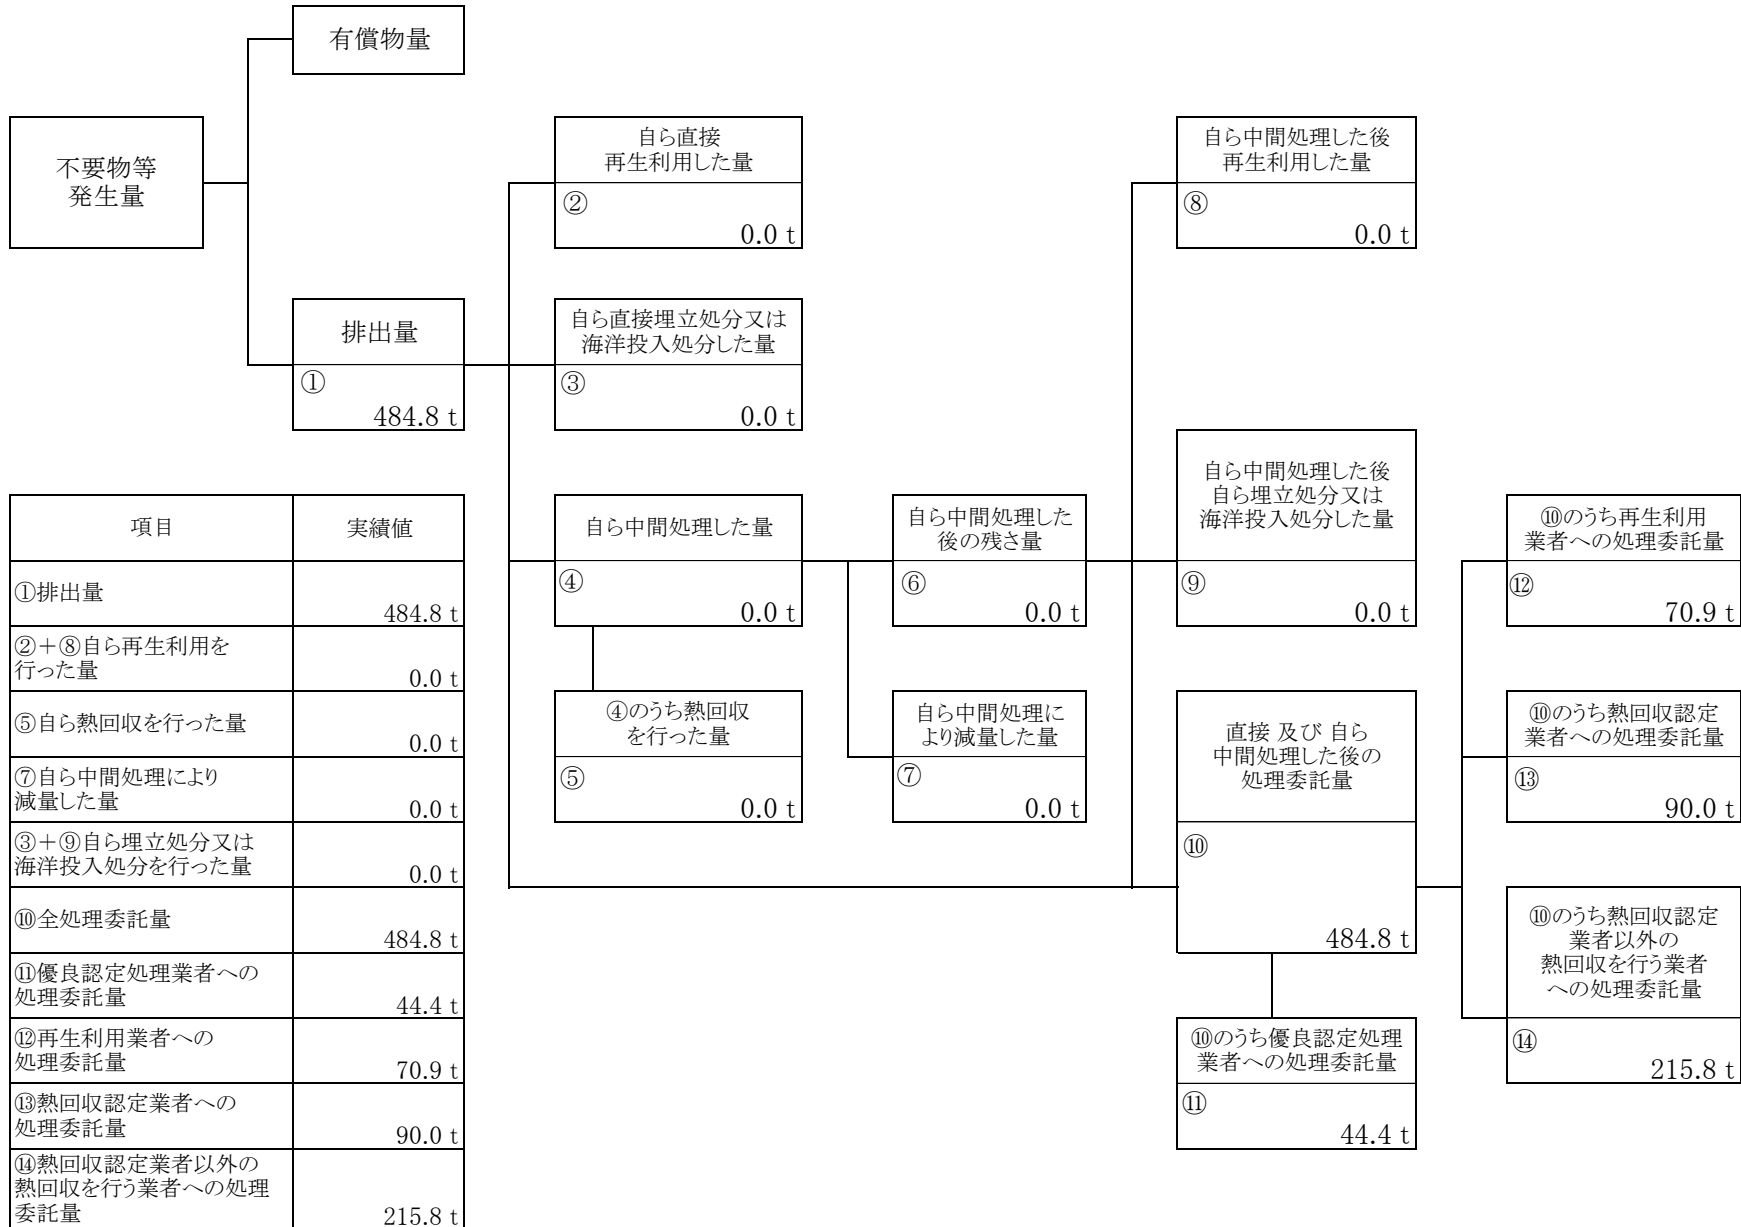 有償物量
不要物等
発生量
自ら直接
再生利用した量
②
0.0 t
自ら中間処理した後
再生利用した量
⑧
0.0 t
排出量
①
484.8 t
自ら直接埋立処分又は
海洋投入処分した量
③
0.0 t
自ら中間処理した量
④
0.0 t
自ら中間処理した
後の残さ量
⑥
0.0 t
自ら中間処理した後
自ら埋立処分又は
海洋投入処分した量
⑨
0.0 t
⑩のうち再生利用
業者への処理委託量
⑫
70.9 t
④のうち熱回収
を行った量
⑤
0.0 t
自ら中間処理に
より減量した量
⑦
0.0 t
直接 及び 自ら
中間処理した後の
処理委託量
⑩
484.8 t
⑩のうち熱回収認定
業者への処理委託量
⑬
90.0 t
⑩のうち熱回収認定
業者以外の
熱回収を行う業者
への処理委託量
⑭
215.8 t
⑩のうち優良認定処理
業者への処理委託量
⑪
44.4 t
項目 実績値
①排出量
484.8 t
②+⑧自ら再生利用を
行った量
0.0 t
⑤自ら熱回収を行った量
0.0 t
⑦自ら中間処理により
減量した量
0.0 t
③+⑨自ら埋立処分又は
海洋投入処分を行った量
0.0 t
⑩全処理委託量
484.8 t
⑪優良認定処理業者への
処理委託量
44.4 t
⑫再生利用業者への
処理委託量
70.9 t
⑬熱回収認定業者への
処理委託量
90.0 t
⑭熱回収認定業者以外の
熱回収を行う業者への処理
委託量
215.8 t